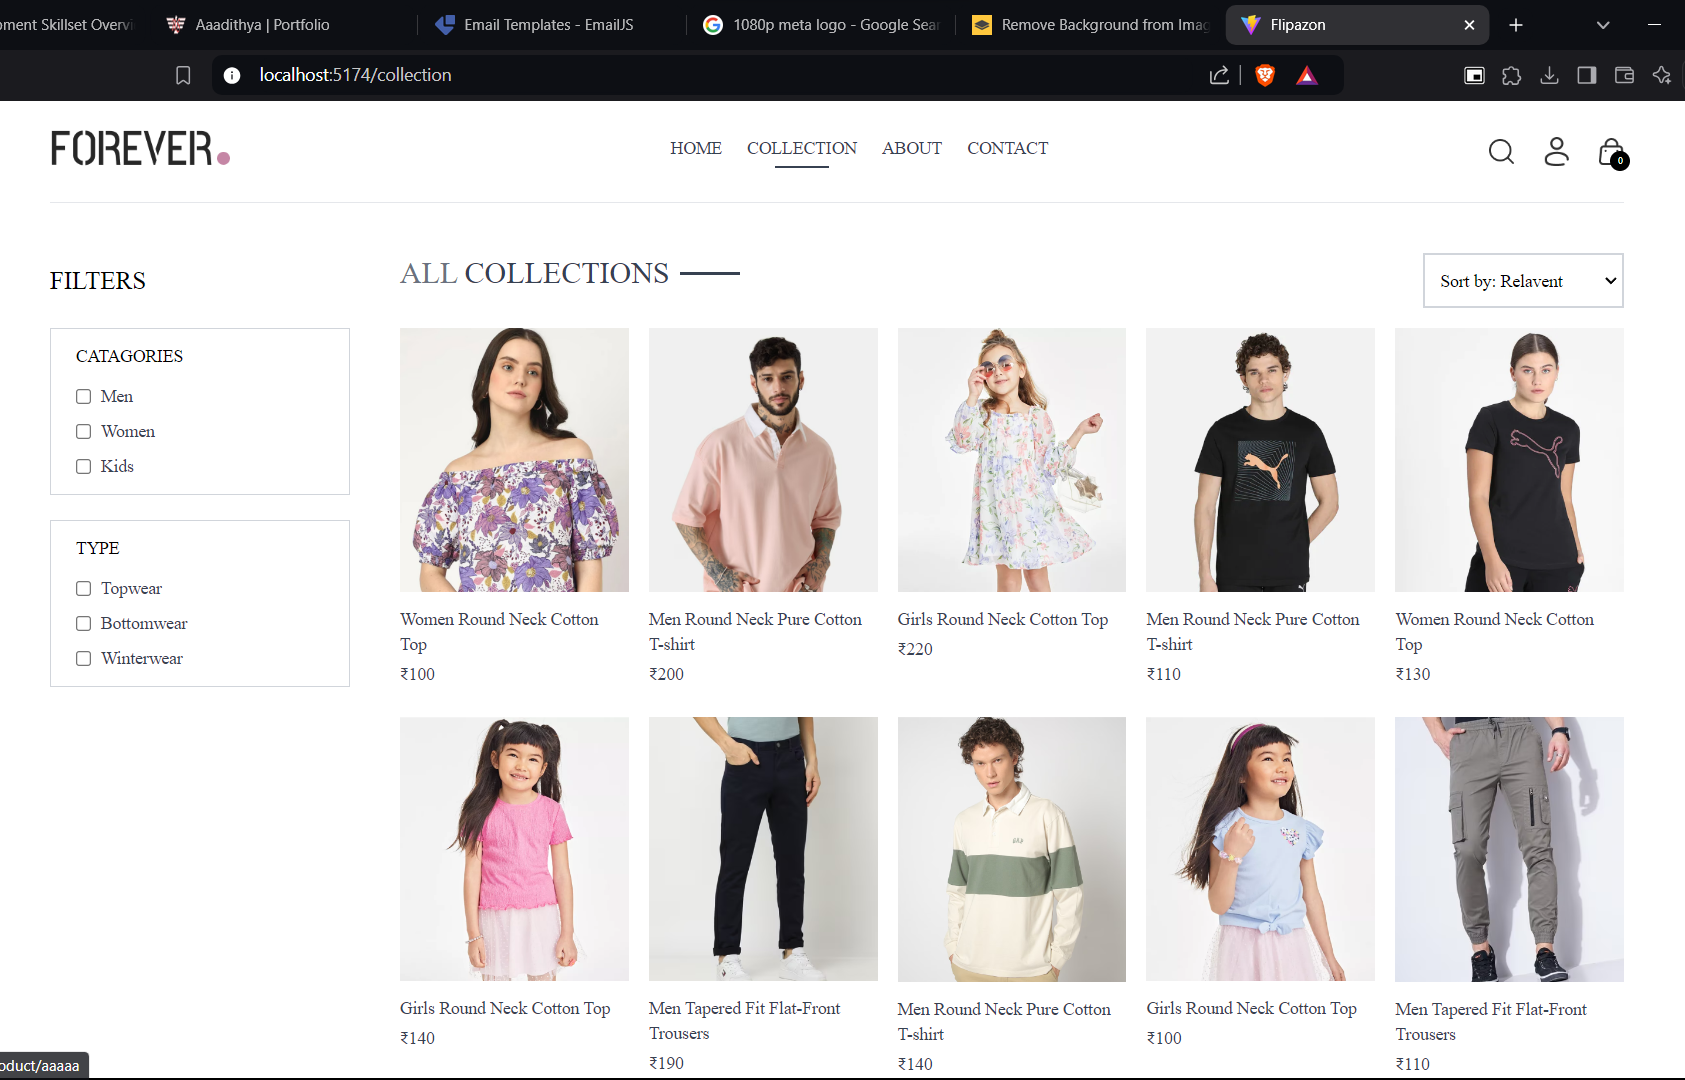 oment Skillset Overvi
Aaadithya | Portfolio
Email Templates - EmailJS
1080p meta logo - Google Sear
Remove Background from Imag
Flipazon
localhost:5174/collection
FOREVER.
HOME
COLLECTION
ABOUT
CONTACT
0
FILTERS
ALL COLLECTIONS
Sort by: Relavent
CATAGORIES
Men
Women
Kids
TYPE
Topwear
Bottomwear
Winterwear
Women Round Neck Cotton
Top
₹100
Men Round Neck Pure Cotton
T-shirt
₹200
Girls Round Neck Cotton Top
₹220
Men Round Neck Pure Cotton
T-shirt
₹110
Women Round Neck Cotton
Top
₹130
Girls Round Neck Cotton Top
₹140
Men Tapered Fit Flat-Front
Trousers
₹190
Men Round Neck Pure Cotton
T-shirt
₹140
Girls Round Neck Cotton Top
₹100
Men Tapered Fit Flat-Front
Trousers
₹110
oduct/aaaaa